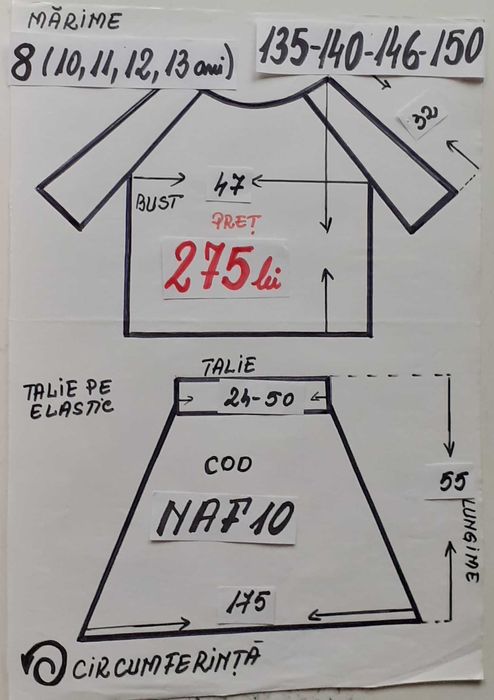 MĂRIME
8 (10, 11, 12, 13 ani)
135-140-146-150
32
BUST
47
PREȚ
275 lei
TALIE
TALIE PE
ELASTIC
24-50
COD
NAF10
55
LUNGIME
175
CIRCUMFERINȚĂ